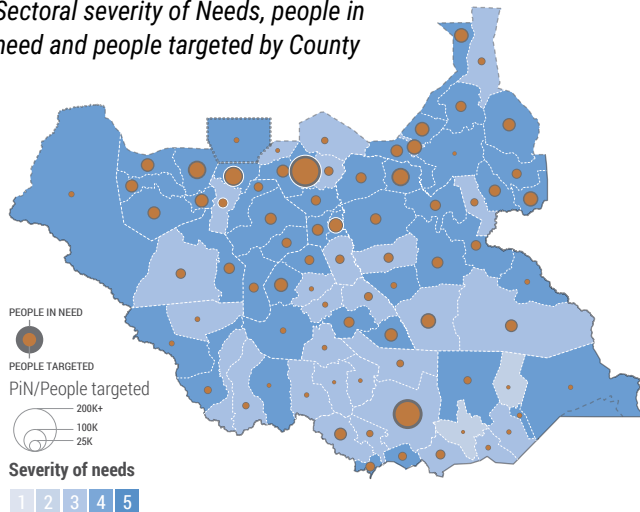 Sectoral severity of Needs, people in
need and people targeted by County
PEOPLE IN NEED
PEOPLE TARGETED
PiN/People targeted
200K+
100K
25K
Severity of needs
1 2 3 4 5